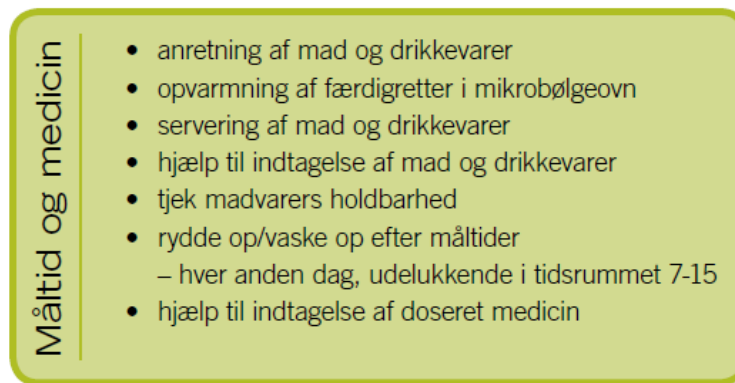 Måltid og medicin
• anretning af mad og drikkevarer
• opvarmning af færdigretter i mikrobølgeovn
• servering af mad og drikkevarer
• hjælp til indtagelse af mad og drikkevarer
• tjek madvarers holdbarhed
• rydde op/vaske op efter måltider
– hver anden dag, udelukkende i tidsrummet 7-15
• hjælp til indtagelse af doseret medicin